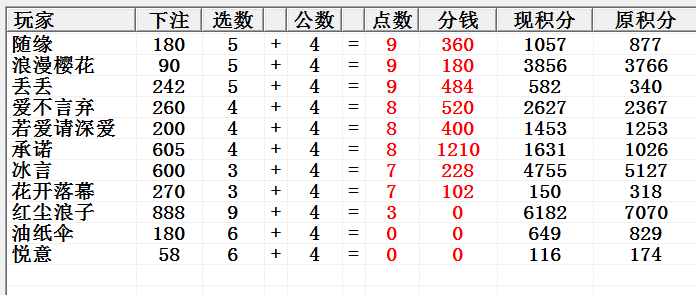 玩家 下注 选数 公数 点数 分钱 现积分 原积分
随缘 180 5 + 4 = 9 360 1057 877
浪漫樱花 90 5 + 4 = 9 180 3856 3766
丢丢 242 5 + 4 = 9 484 582 340
爱不言弃 260 4 + 4 = 8 520 2627 2367
若爱请深爱 200 4 + 4 = 8 400 1453 1253
承诺 605 4 + 4 = 8 1210 1631 1026
冰言 600 3 + 4 = 7 228 4755 5127
花开落幕 270 3 + 4 = 7 102 150 318
红尘浪子 888 9 + 4 = 3 0 6182 7070
油纸伞 180 6 + 4 = 0 0 649 829
悦意 58 6 + 4 = 0 0 116 174